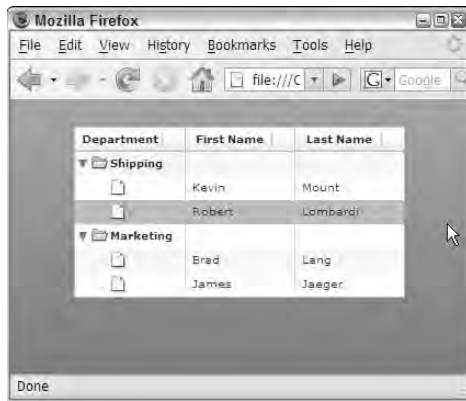 Mozilla Firefox
File Edit View History Bookmarks Tools Help
file:///C G Google
Department First Name Last Name
Shipping
Kevin Mount
Robert Lombardi
Marketing
Brad Lang
James Jaeger
Done